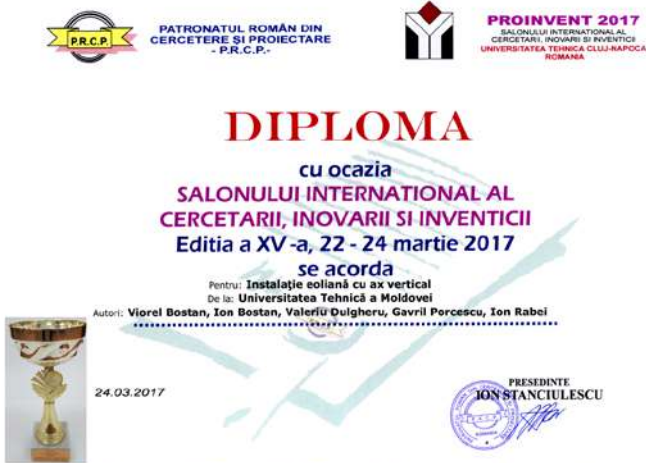 P.R.C.P.
PATRONATUL ROMÂN DIN
CERCETERE ȘI PROIECTARE
- P.R.C.P.-
PROINVENT 2017
SALONULUI INTERNATIONAL AL
CERCETARII, INOVARII SI INVENTICII
UNIVERSITATEA TEHNICA CLUJ-NAPOCA
ROMANIA
DIPLOMA
cu ocazia
SALONULUI INTERNATIONAL AL
CERCETARII, INOVARII SI INVENTICII
Editia a XV -a, 22 - 24 martie 2017
se acorda
Pentru: Instalație eoliană cu ax vertical
De la: Universitatea Tehnică a Moldovei
Autori: Viorel Bostan, Ion Bostan, Valeriu Dulgheru, Gavril Porcescu, Ion Rabei
24.03.2017
PRESEDINTE
ION STANCIULESCU